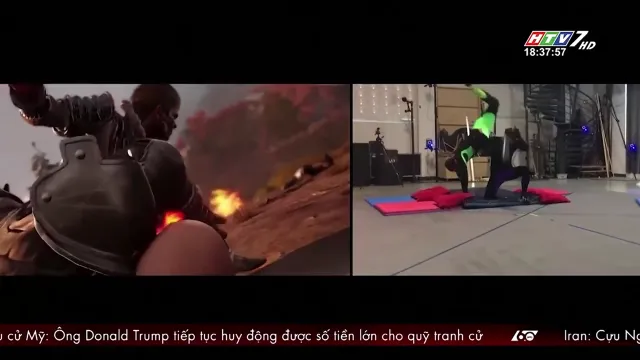 HTV7 HD
18:37:57
cử Mỹ: Ông Donald Trump tiếp tục huy động được số tiền lớn cho quỹ tranh cử
60
Iran: Cựu